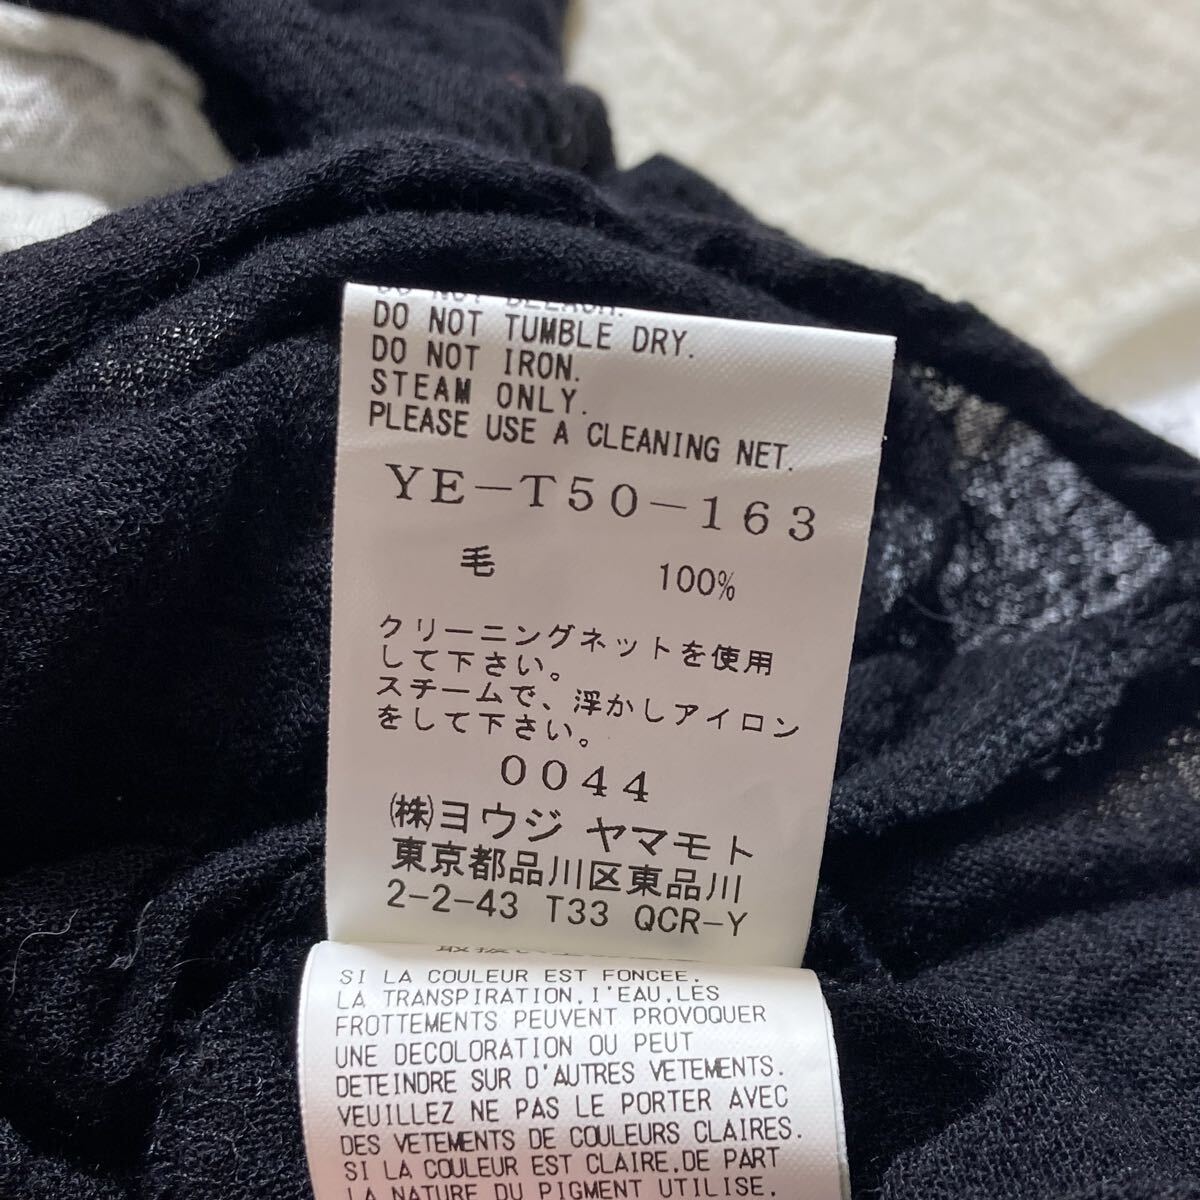 DO NOT BLEACH.
DO NOT TUMBLE DRY.
DO NOT IRON.
STEAM ONLY.
PLEASE USE A CLEANING NET.
YE-T50-163
毛 100%
クリーニングネットを使用
して下さい。
スチームで、浮かしアイロン
をして下さい。
0044
㈱ヨウジ ヤマモト
東京都品川区東品川
2-2-43 T33 QCR-Y
SI LA COULEUR EST FONCEE.
LA TRANSPIRATION,I'EAU,LES
FROTTEMENTS PEUVENT PROVOQUER
UNE DECOLORATION OU PEUT
DETEINDRE SUR D'AUTRES VETEMENTS.
VEUILLEZ NE PAS LE PORTER AVEC
DES VETEMENTS DE COULEURS CLAIRES.
SI LA COULEUR EST CLAIRE,DE PART
LA NATURE DU PIGMENT UTILISE,